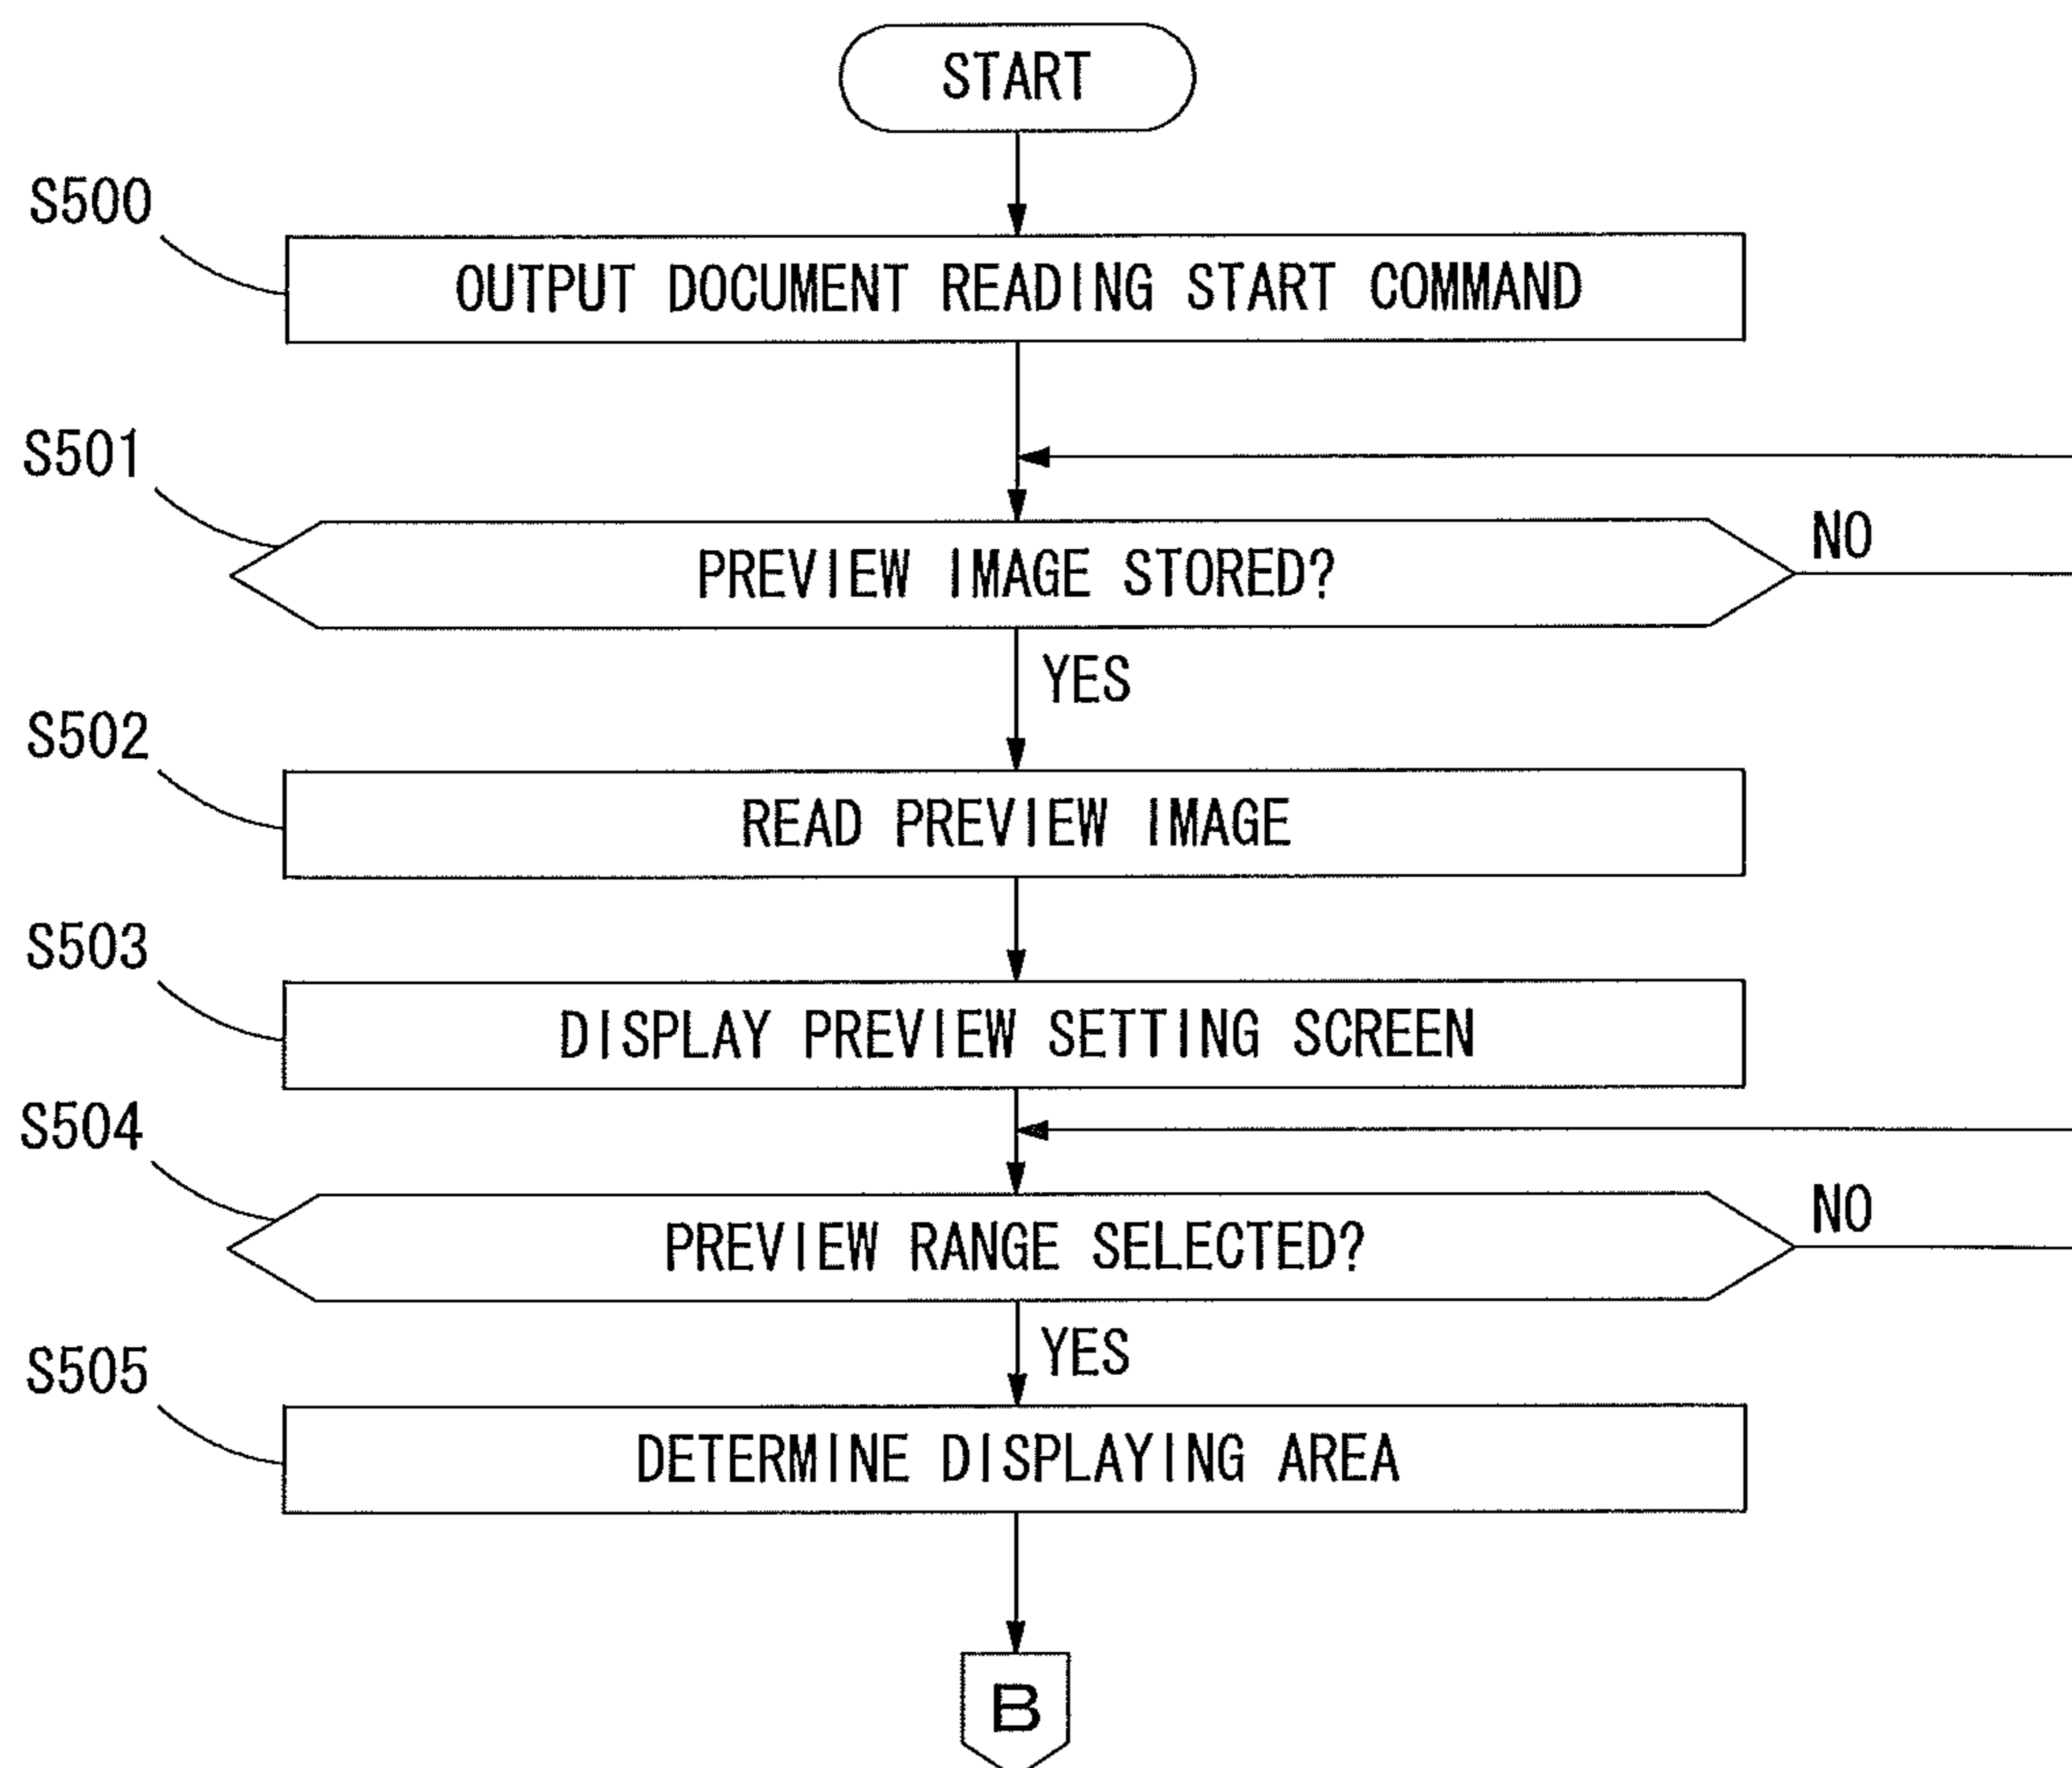 START
S500
OUTPUT DOCUMENT READING START COMMAND
S501
PREVIEW IMAGE STORED?
NO
YES
S502
READ PREVIEW IMAGE
S503
DISPLAY PREVIEW SETTING SCREEN
S504
PREVIEW RANGE SELECTED?
NO
YES
S505
DETERMINE DISPLAYING AREA
B